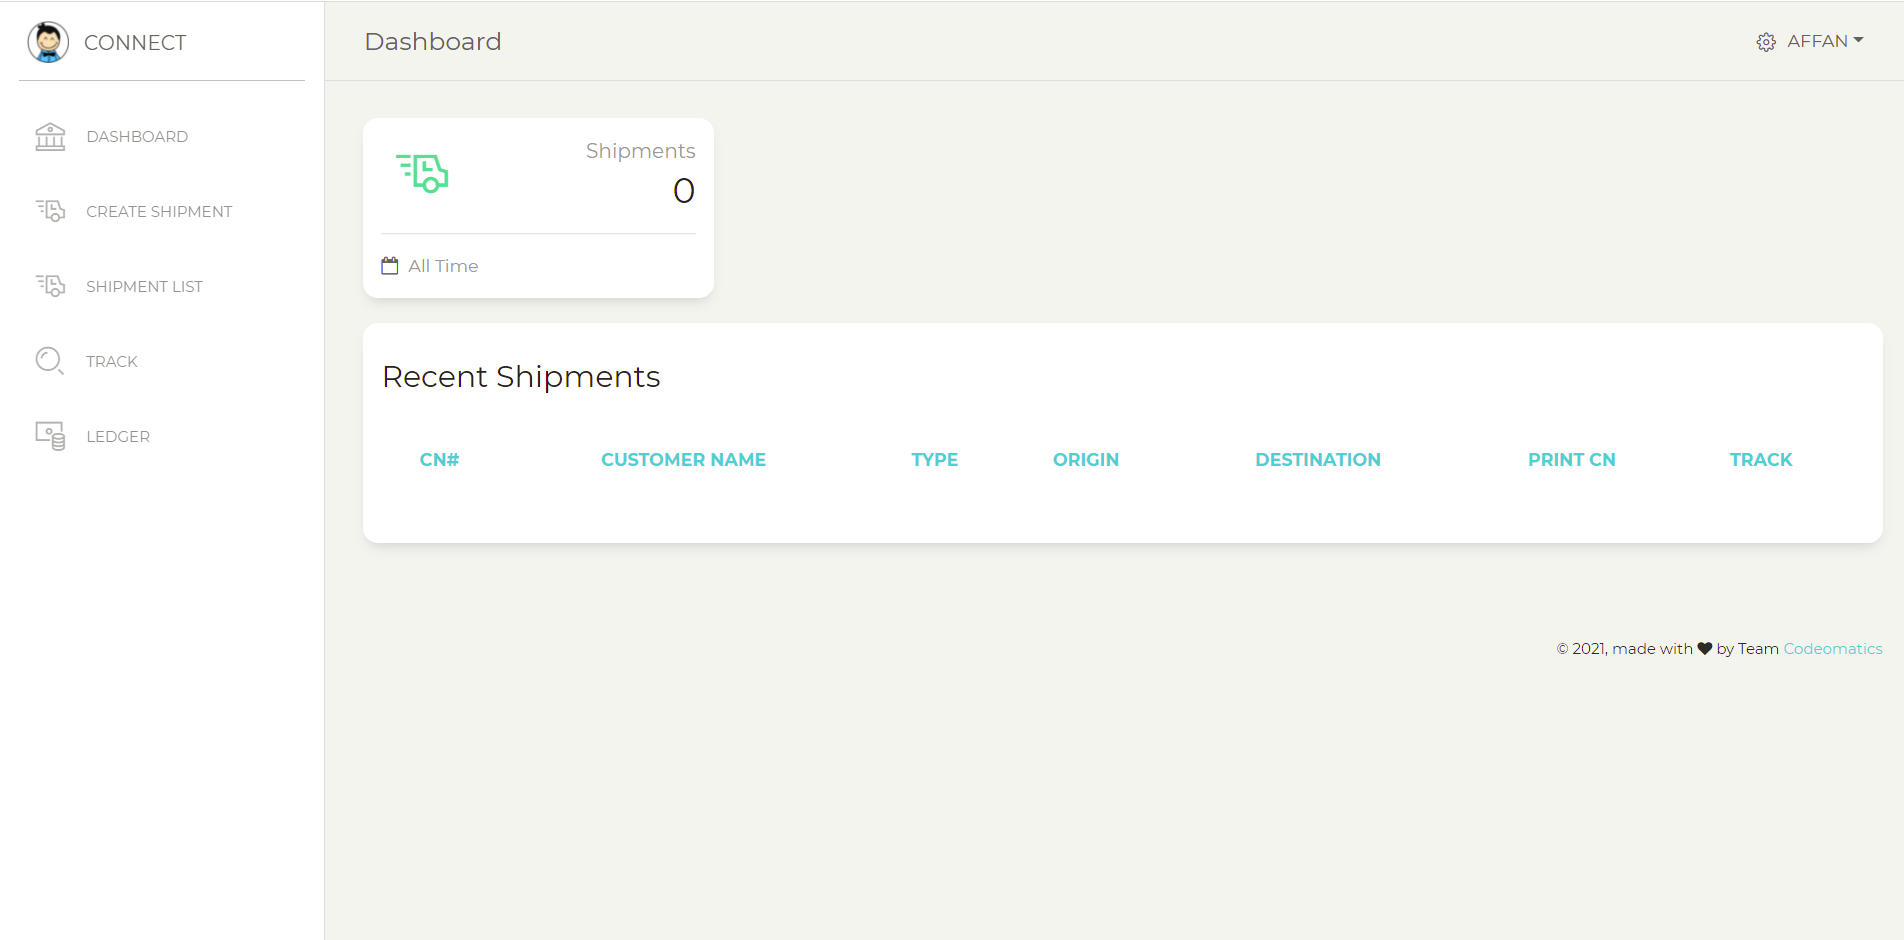 CONNECT
DASHBOARD
CREATE SHIPMENT
SHIPMENT LIST
TRACK
LEDGER
Dashboard
AFFAN
Shipments
0
All Time
Recent Shipments
CN# CUSTOMER NAME TYPE ORIGIN DESTINATION PRINT CN TRACK
© 2021, made with ♥ by Team Codeomatics